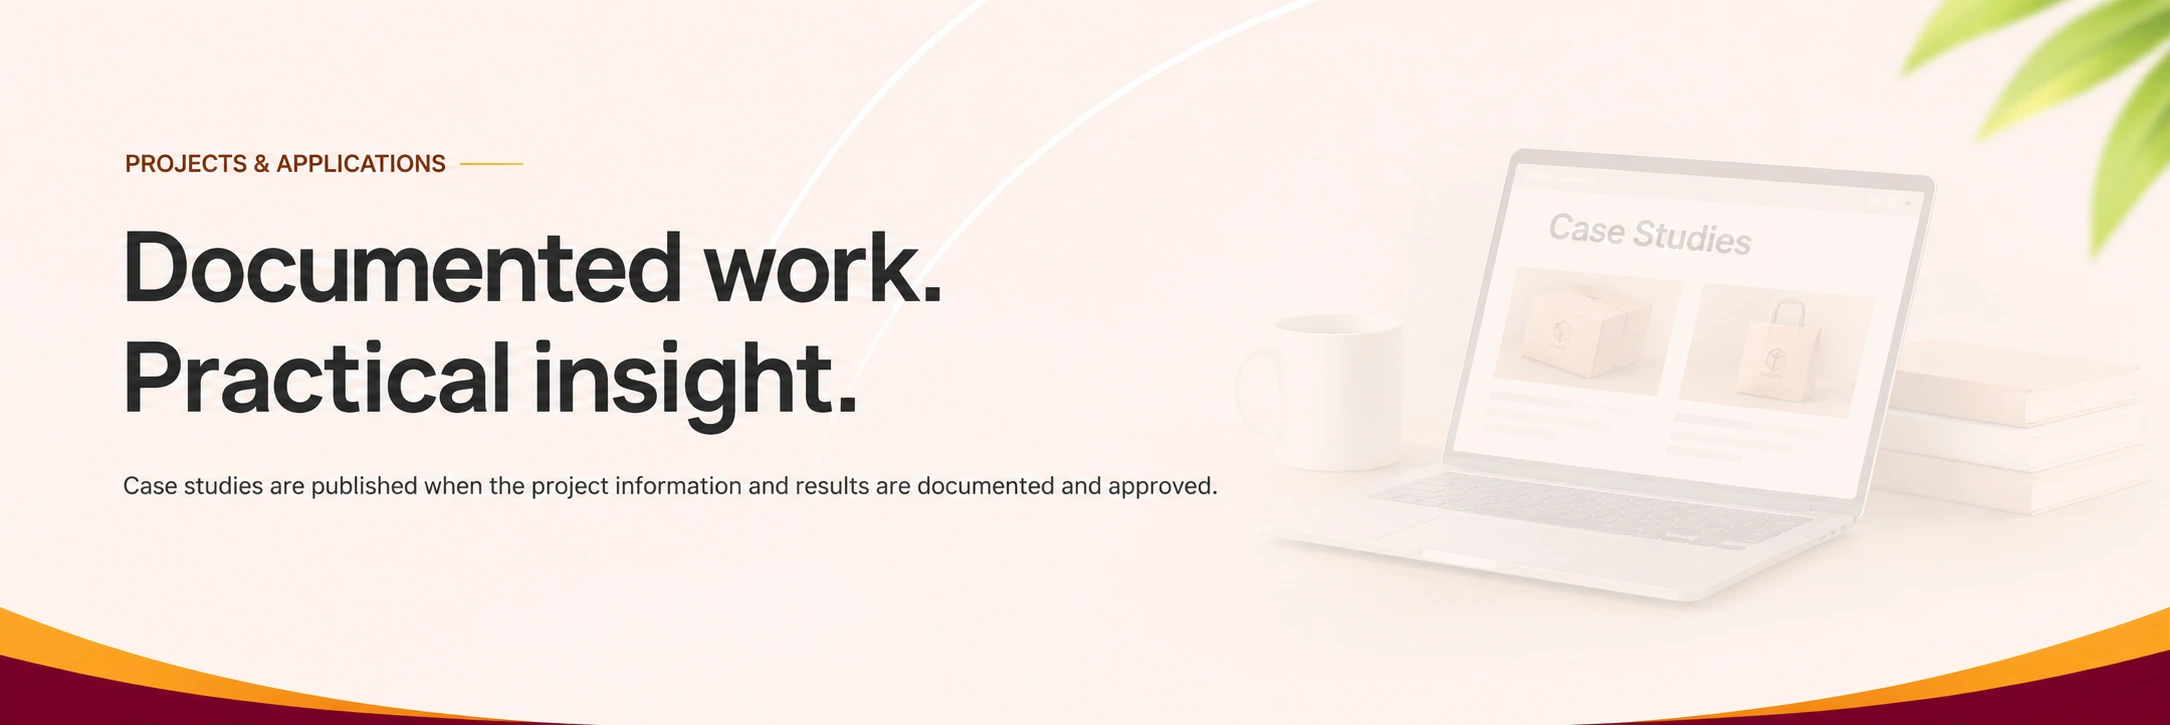 PROJECTS & APPLICATIONS
Documented work.
Practical insight.
Case studies are published when the project information and results are documented and approved.
Case Studies